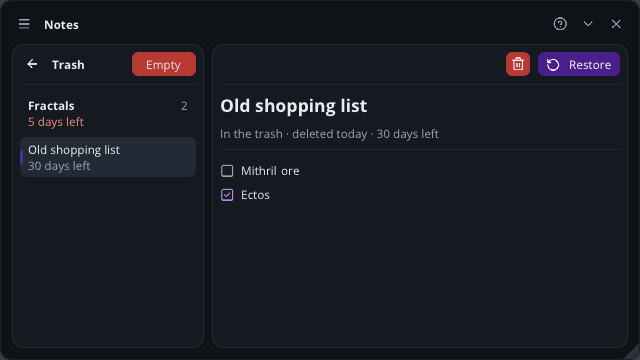 Notes
Trash
Empty
Restore
Fractals 2
5 days left
Old shopping list
30 days left
Old shopping list
In the trash · deleted today · 30 days left
Mithril ore
Ectos